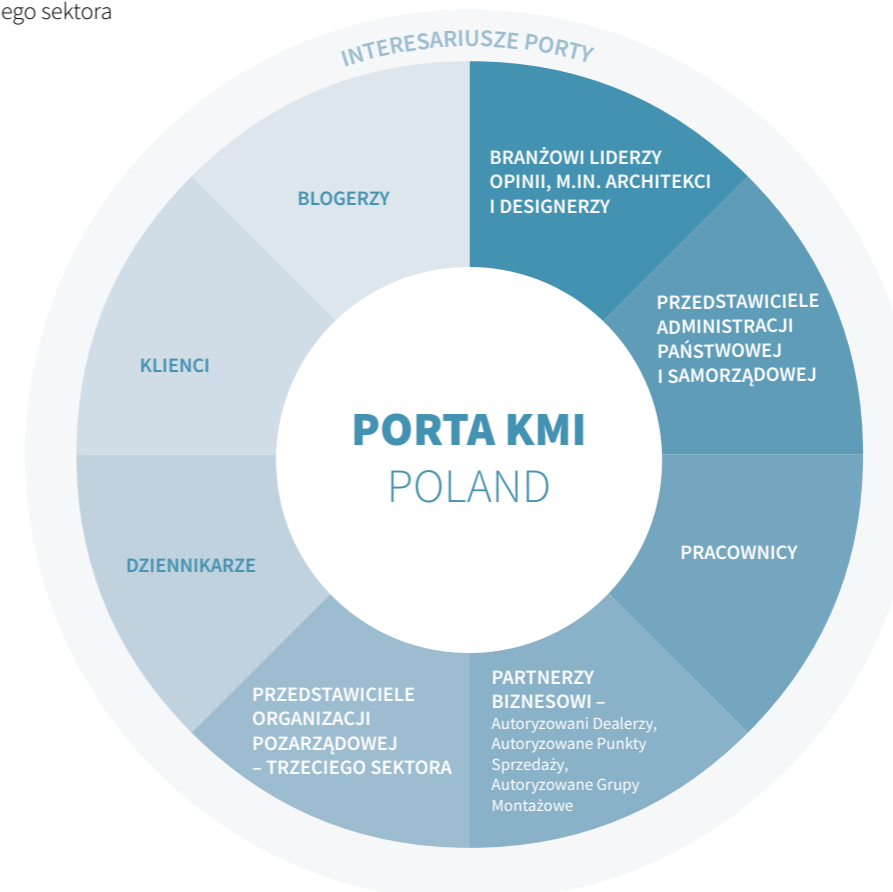 ego sektora
INTERESARIUSZE PORTY
BRANŻOWI LIDERZY
OPINII, M.IN. ARCHITEKCI
I DESIGNERZY
PRZEDSTAWICIELE
ADMINISTRACJI
PAŃSTWOWEJ
I SAMORZĄDOWEJ
PRACOWNICY
PARTNERZY
BIZNESOWI –
Autoryzowani Dealerzy,
Autoryzowane Punkty
Sprzedaży,
Autoryzowane Grupy
Montażowe
PRZEDSTAWICIELE
ORGANIZACJI
POZARZĄDOWEJ
– TRZECIEGO SEKTORA
DZIENNIKARZE
KLIENCI
BLOGERZY
PORTA KMI
POLAND